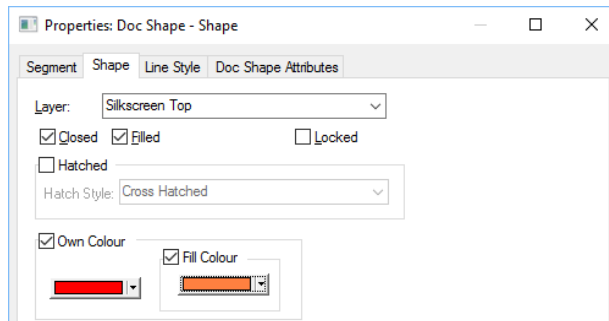 Properties: Doc Shape - Shape
Segment Shape Line Style Doc Shape Attributes
Layer: Silkscreen Top
Closed Filled Locked
Hatched
Hatch Style: Cross Hatched
Own Colour
Fill Colour